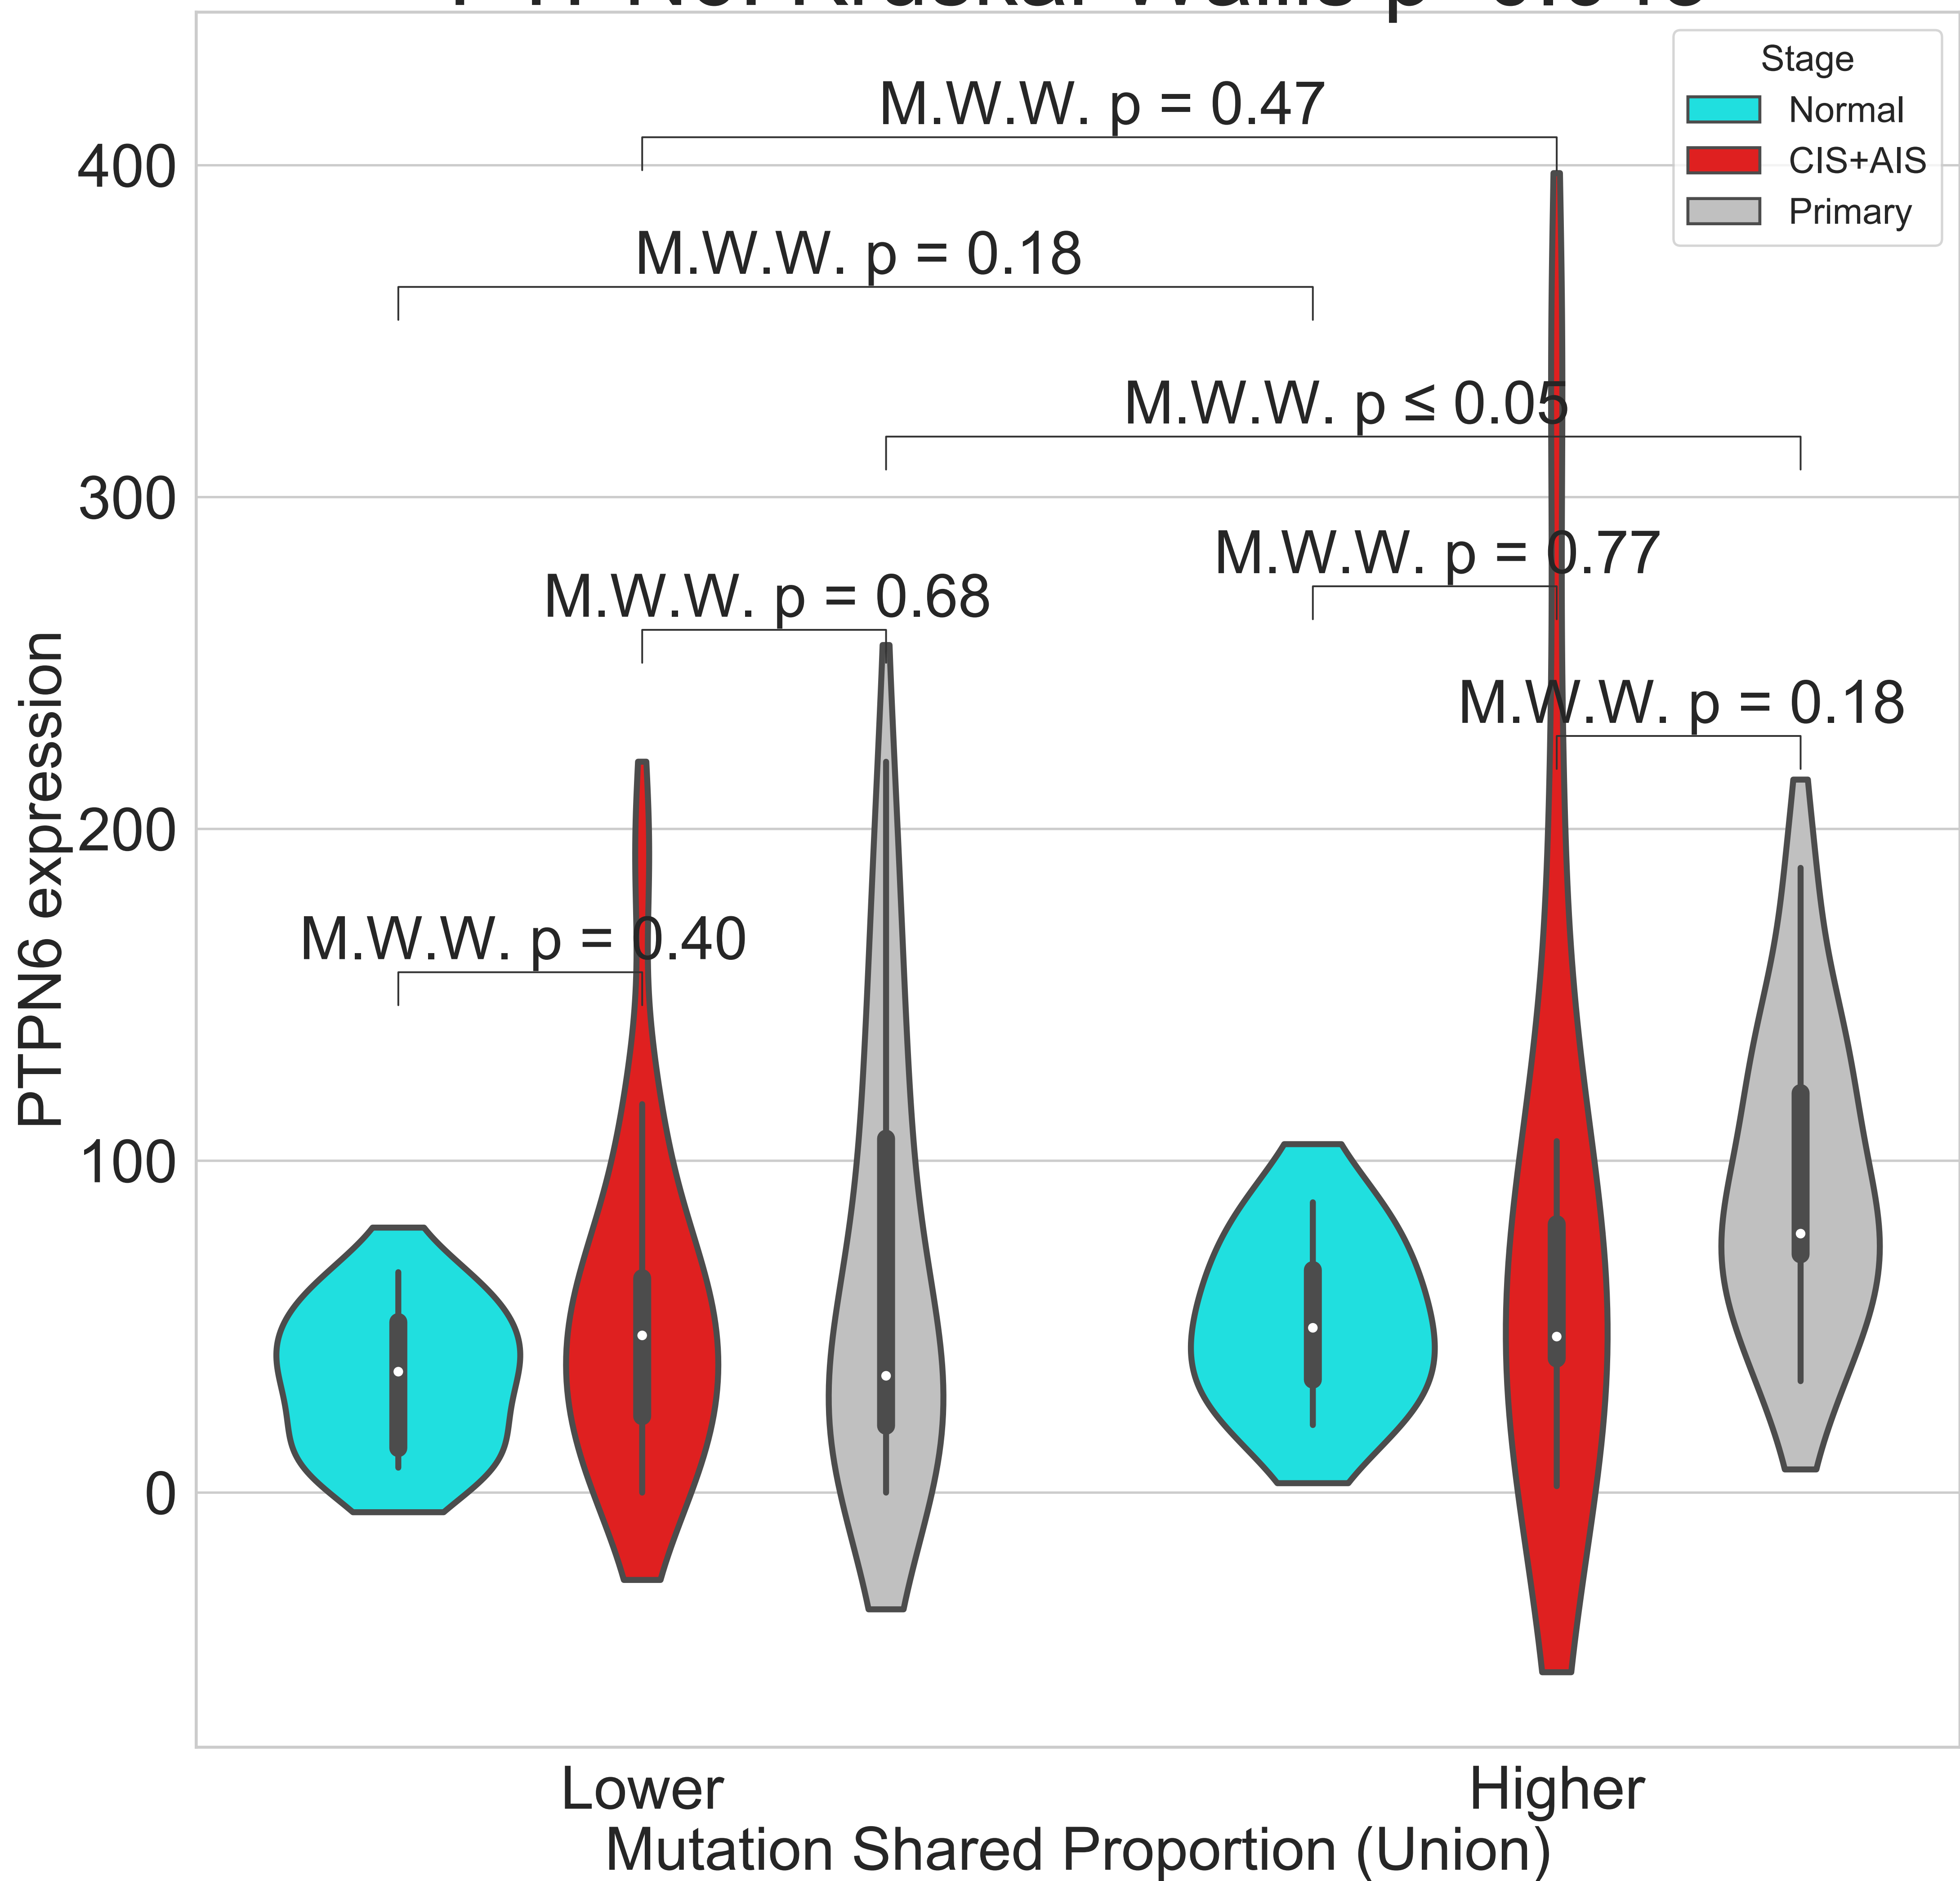 Stage
Normal
CIS+AIS
Primary
M.W.W. p = 0.47
M.W.W. p = 0.18
M.W.W. p ≤ 0.05
M.W.W. p = 0.77
M.W.W. p = 0.68
M.W.W. p = 0.18
M.W.W. p = 0.40
400
300
200
100
0
PTPN6 expression
Lower
Higher
Mutation Shared Proportion (Union)